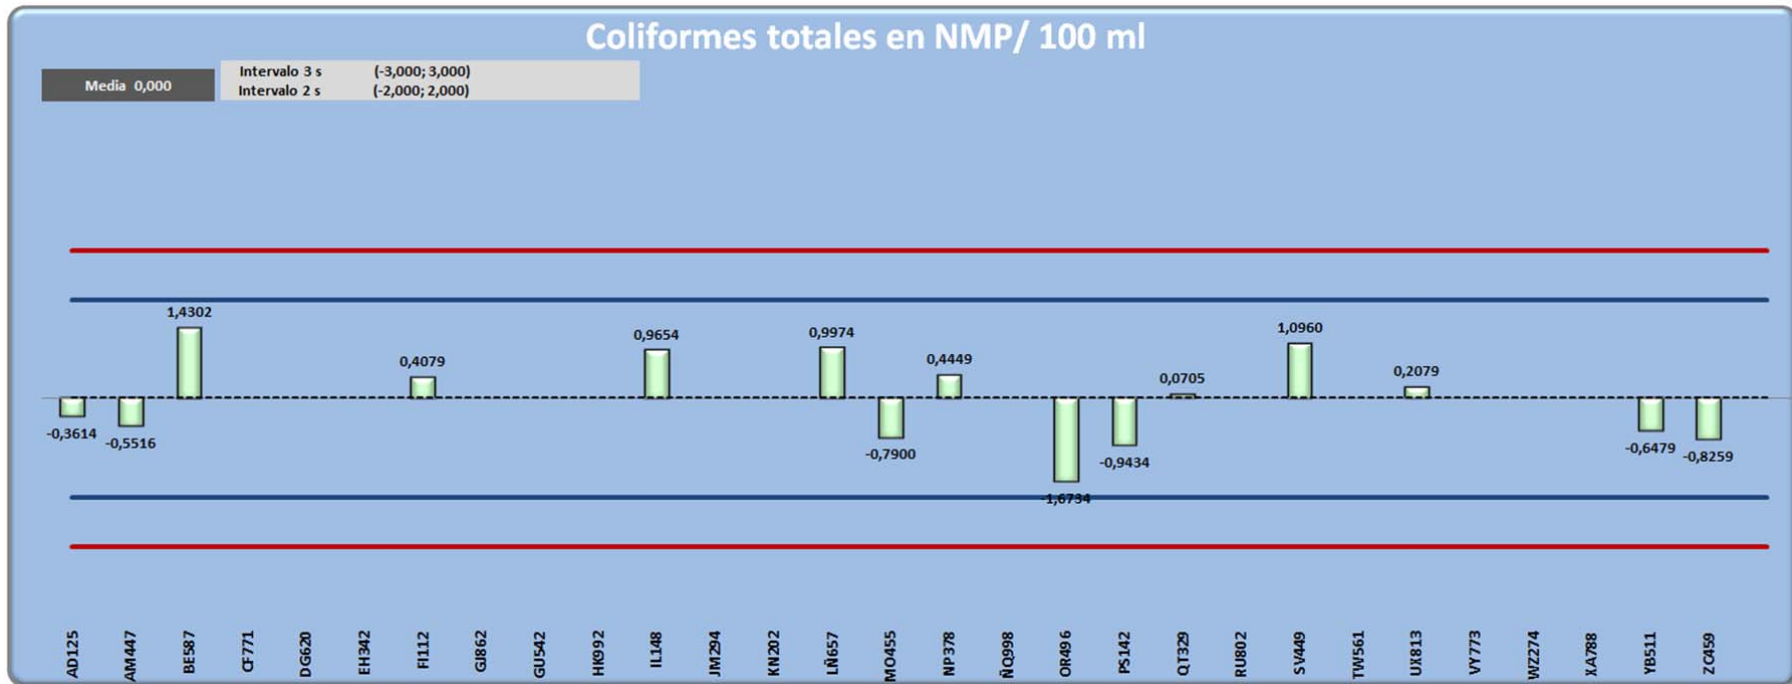 Coliformes totales en NMP/ 100 ml
Media 0,000
Intervalo 3 s (-3,000; 3,000)
Intervalo 2 s (-2,000; 2,000)
1,4302
1,0960
0,9974
0,9654
0,4449
0,4079
0,2079
0,0705
-0,3614
-0,5516
-0,7900
-0,9434
-0,6479
-0,8259
-1,6734
AD125
AM447
BE587
CF771
DG620
EH342
FI112
GI862
GU542
HK992
IL148
JM294
KN202
LÑ657
MO455
NP378
ÑQ998
OR496
PS142
QT329
RU802
SV449
TW561
UX813
VY773
WZ274
XA788
YB511
ZC459